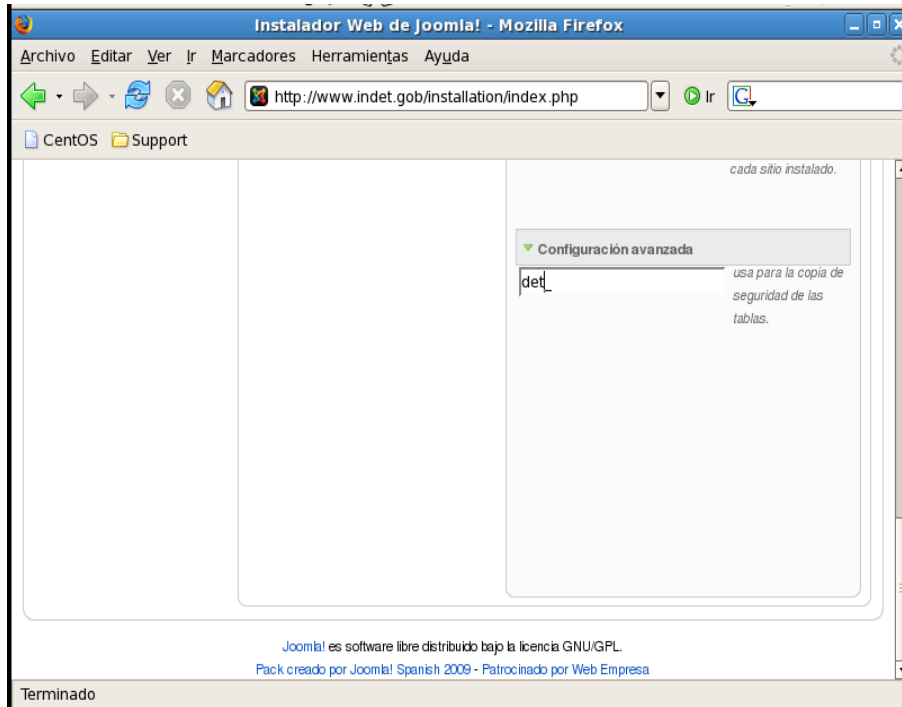 Instalador Web de Joomla! - Mozilla Firefox
Archivo Editar Ver Ir Marcadores Herramientas Ayuda
http://www.indet.gob/installation/index.php Ir G
CentOS Support
cada sitio instalado.
Configuración avanzada
det_
usa para la copia de
seguridad de las
tablas.
Joomla! es software libre distribuido bajo la licencia GNU/GPL.
Pack creado por Joomla! Spanish 2009 - Patrocinado por Web Empresa
Terminado